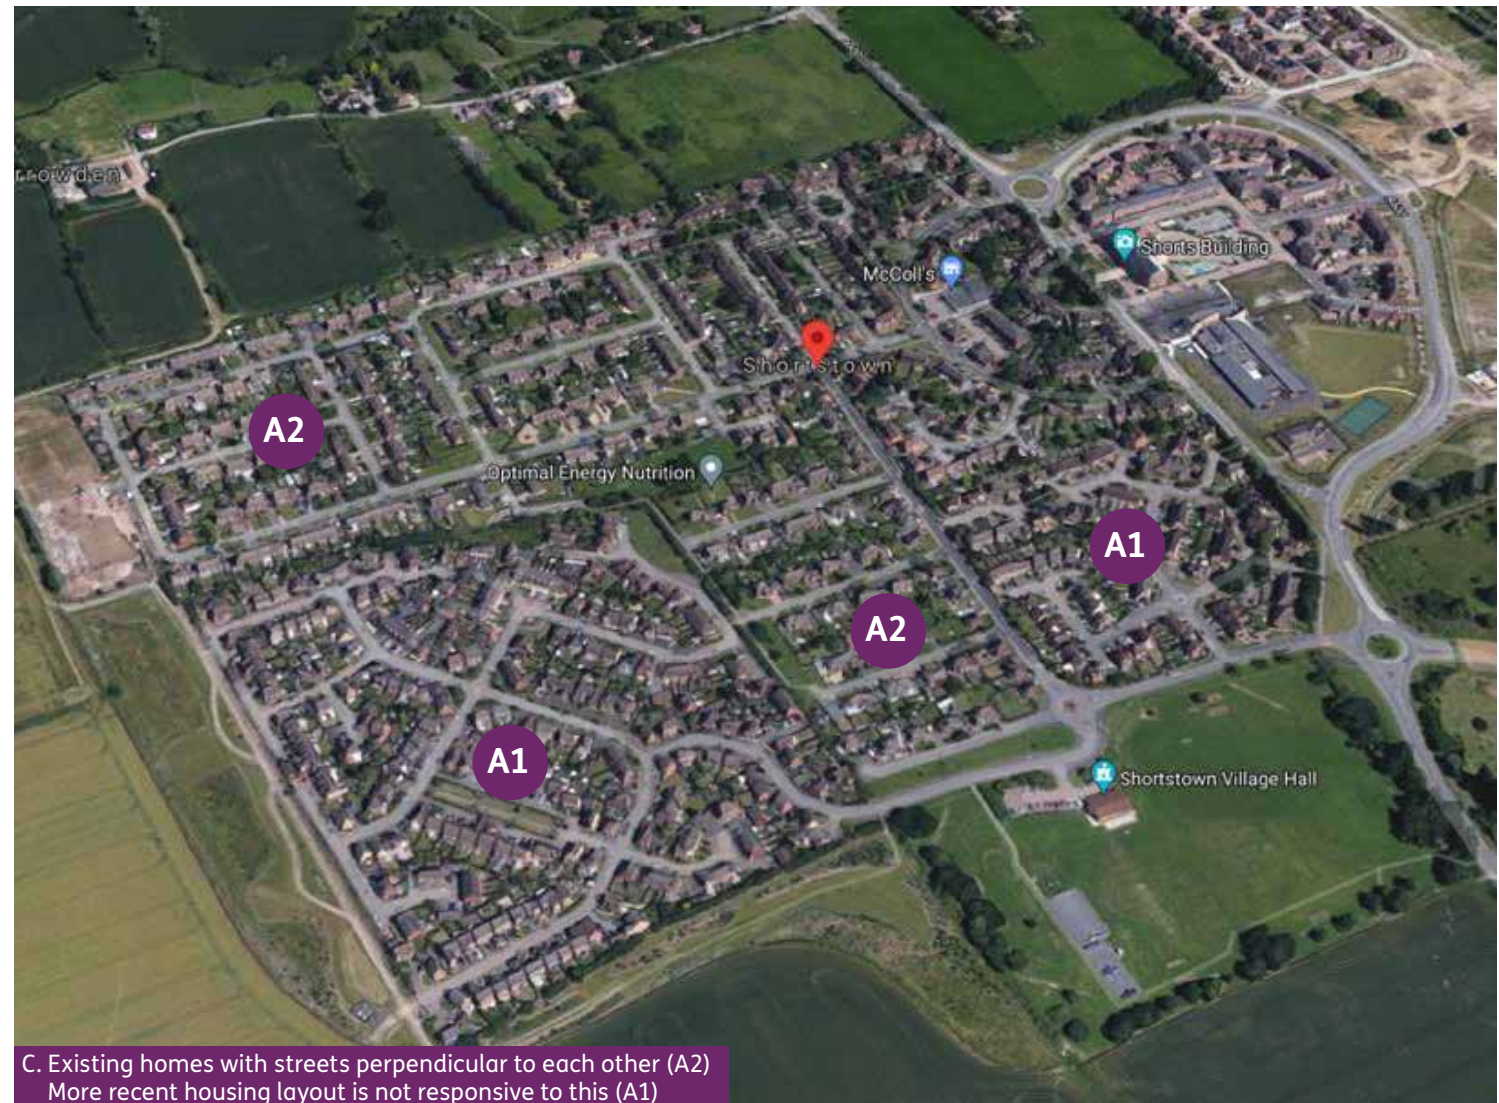 rrowden
Shorts Building
McColl's
Shortstown
A2
Optimal Energy Nutrition
A1
A2
A1
Shortstown Village Hall
C. Existing homes with streets perpendicular to each other (A2)
More recent housing layout is not responsive to this (A1)